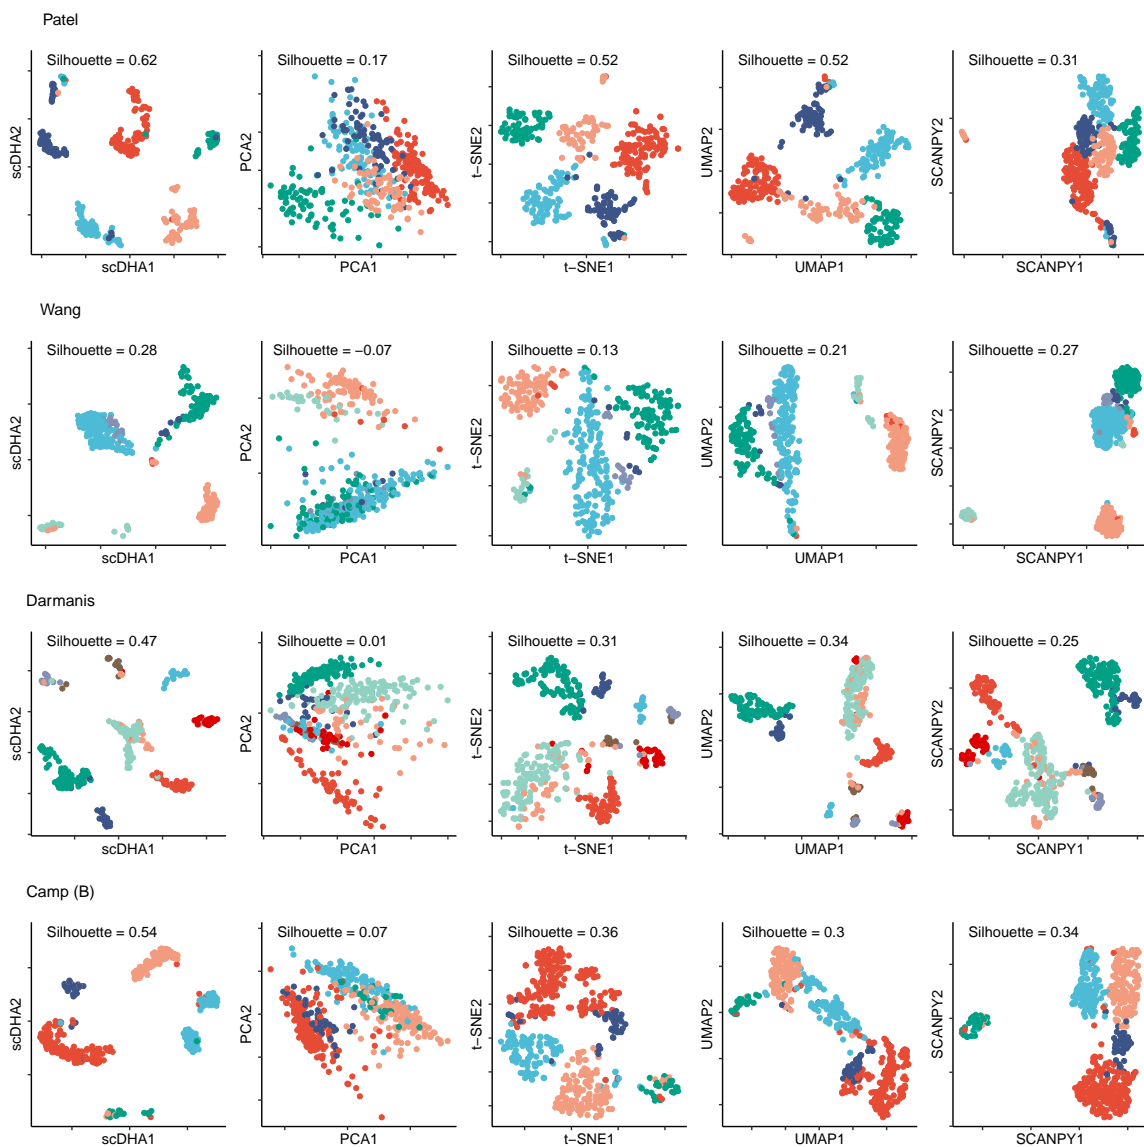 Patel
Silhouette = 0.62
Silhouette = 0.17
Silhouette = 0.52
Silhouette = 0.52
Silhouette = 0.31
scDHA2
PCA2
t−SNE2
UMAP2
SCANPY2
scDHA1
PCA1
t−SNE1
UMAP1
SCANPY1
Wang
Silhouette = 0.28
Silhouette = −0.07
Silhouette = 0.13
Silhouette = 0.21
Silhouette = 0.27
scDHA2
PCA2
t−SNE2
UMAP2
SCANPY2
scDHA1
PCA1
t−SNE1
UMAP1
SCANPY1
Darmanis
Silhouette = 0.47
Silhouette = 0.01
Silhouette = 0.31
Silhouette = 0.34
Silhouette = 0.25
scDHA2
PCA2
t−SNE2
UMAP2
SCANPY2
scDHA1
PCA1
t−SNE1
UMAP1
SCANPY1
Camp (B)
Silhouette = 0.54
Silhouette = 0.07
Silhouette = 0.36
Silhouette = 0.3
Silhouette = 0.34
scDHA2
PCA2
t−SNE2
UMAP2
SCANPY2
scDHA1
PCA1
t−SNE1
UMAP1
SCANPY1